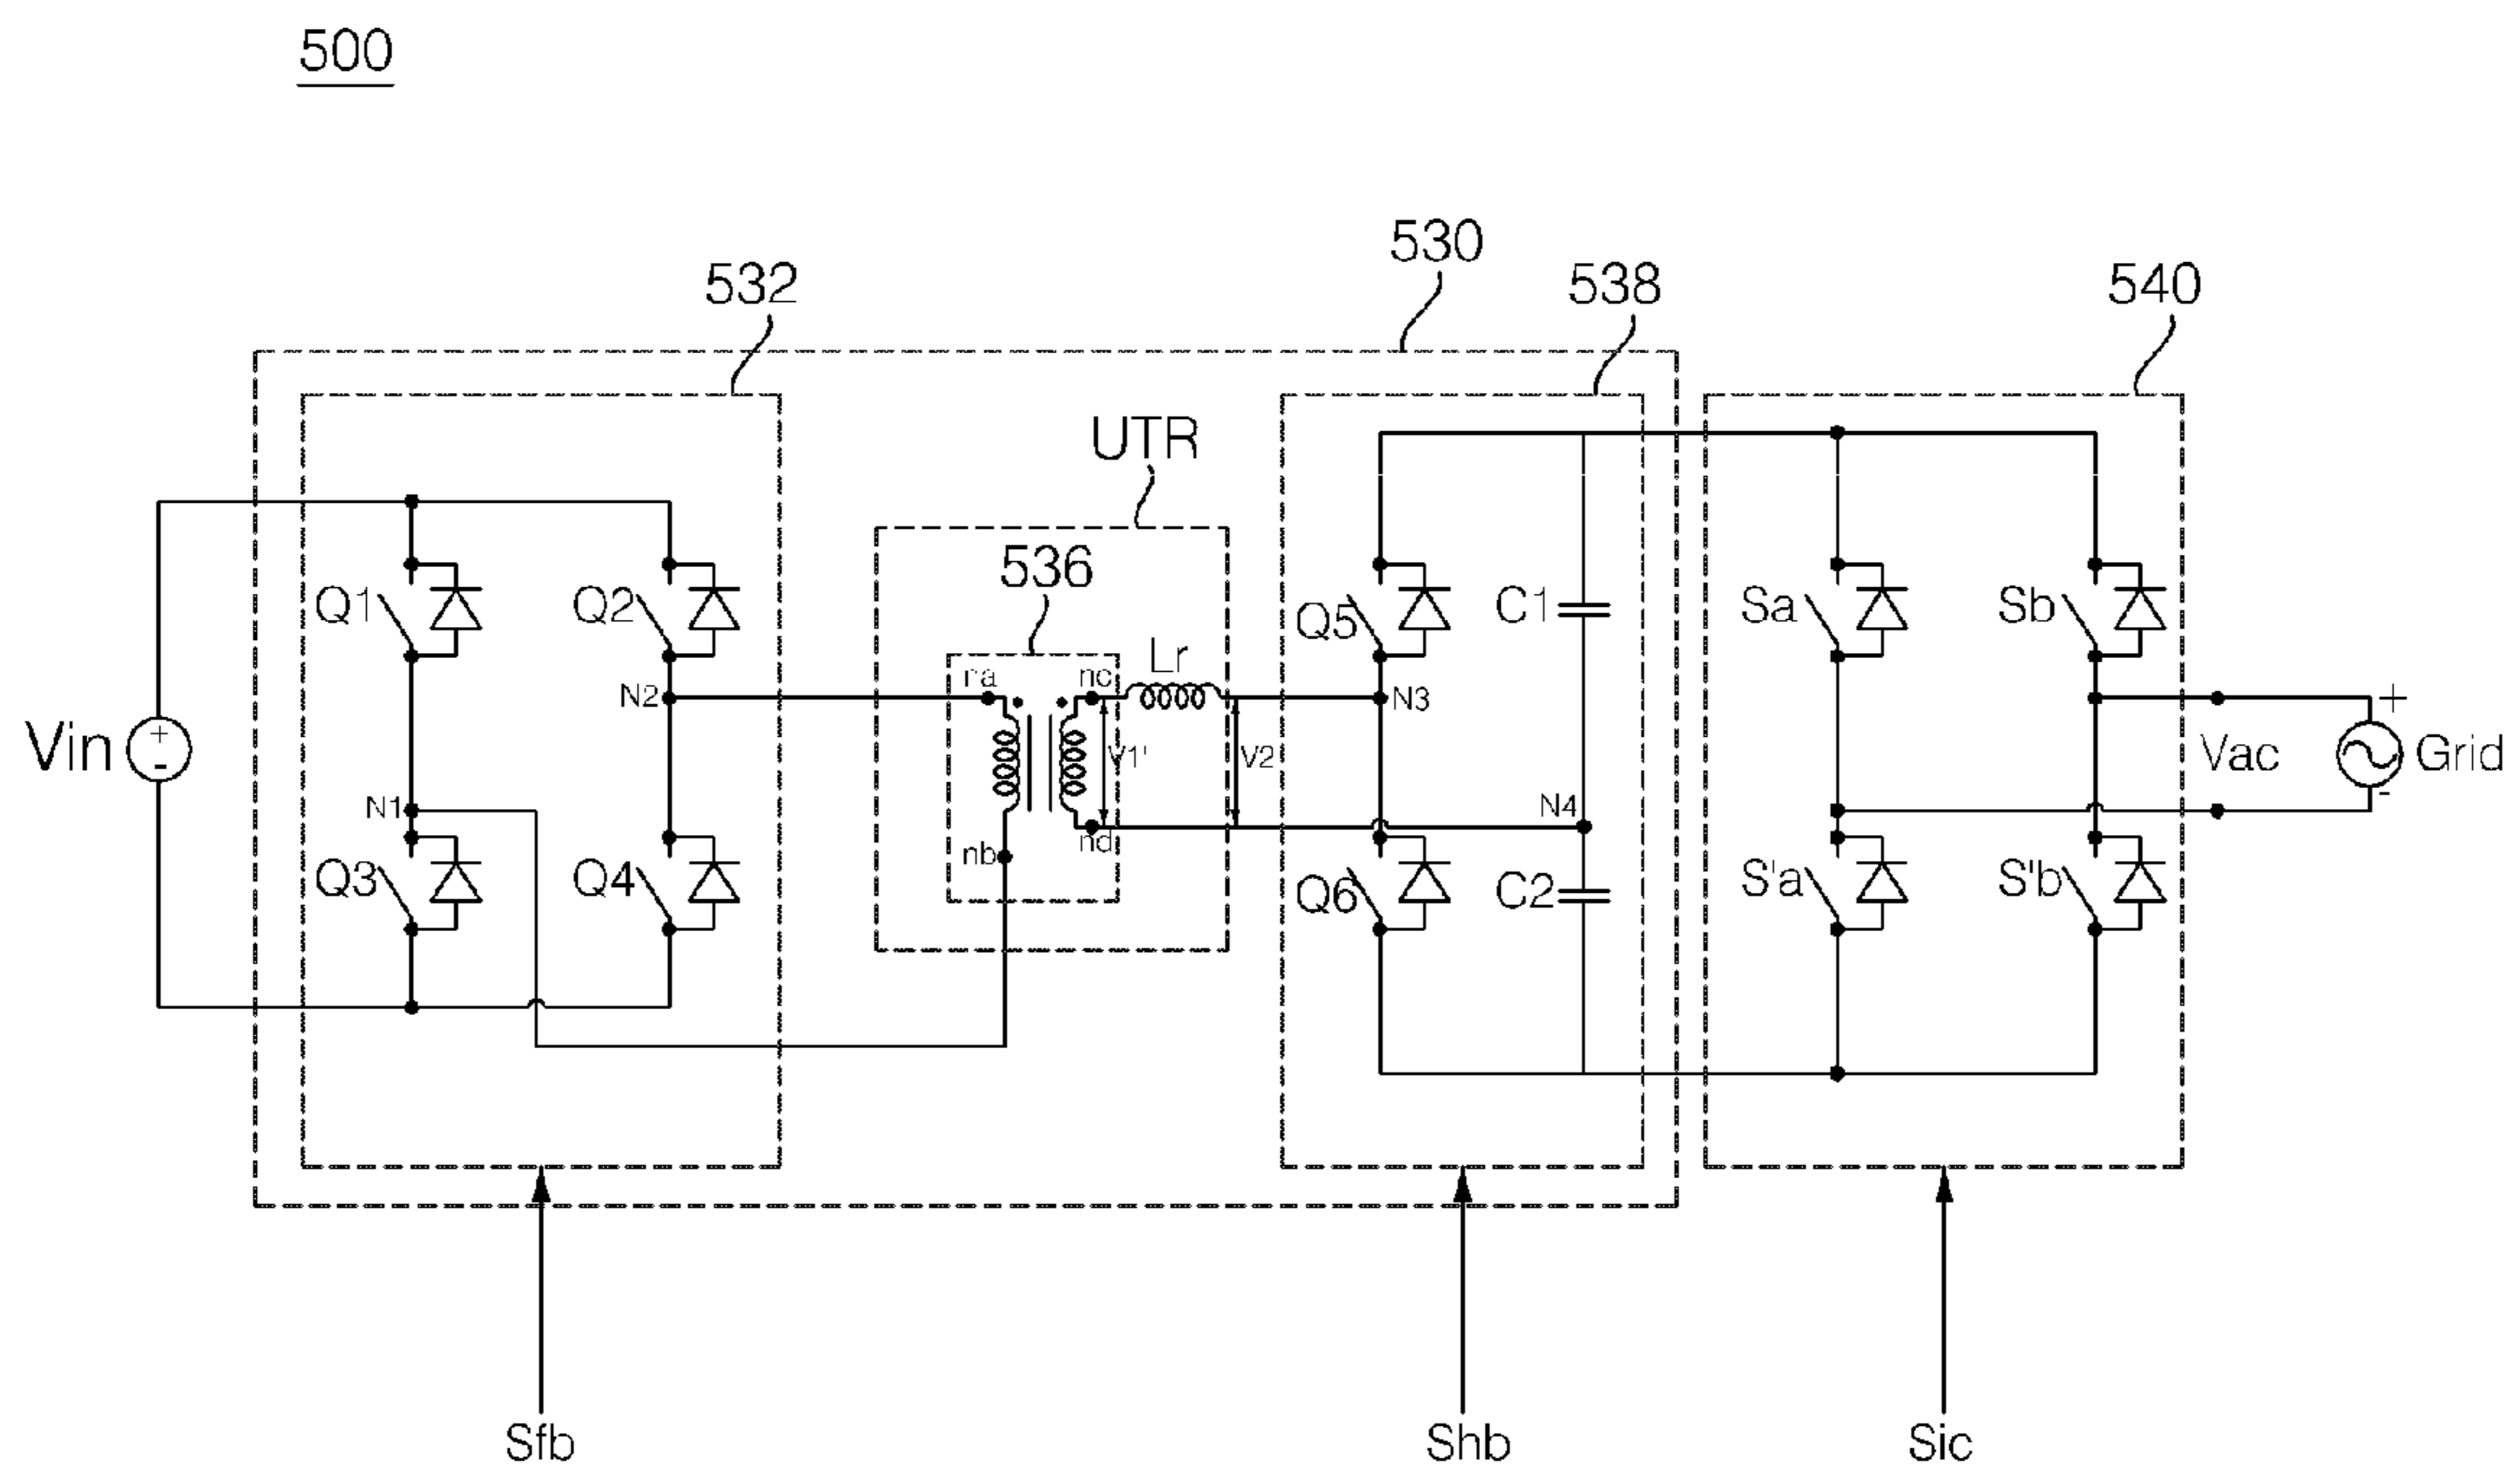 500
530
532
538
540
UTR
536
Q1
Q2
na
nc
Lr
Q5
C1
Sa
Sb
N2
N3
Vin
+
-
V1'
V2
Vac
+
-
Grid
N1
N4
nb
nd
Q3
Q4
Q6
C2
S'a
S'b
Sfb
Shb
Sic